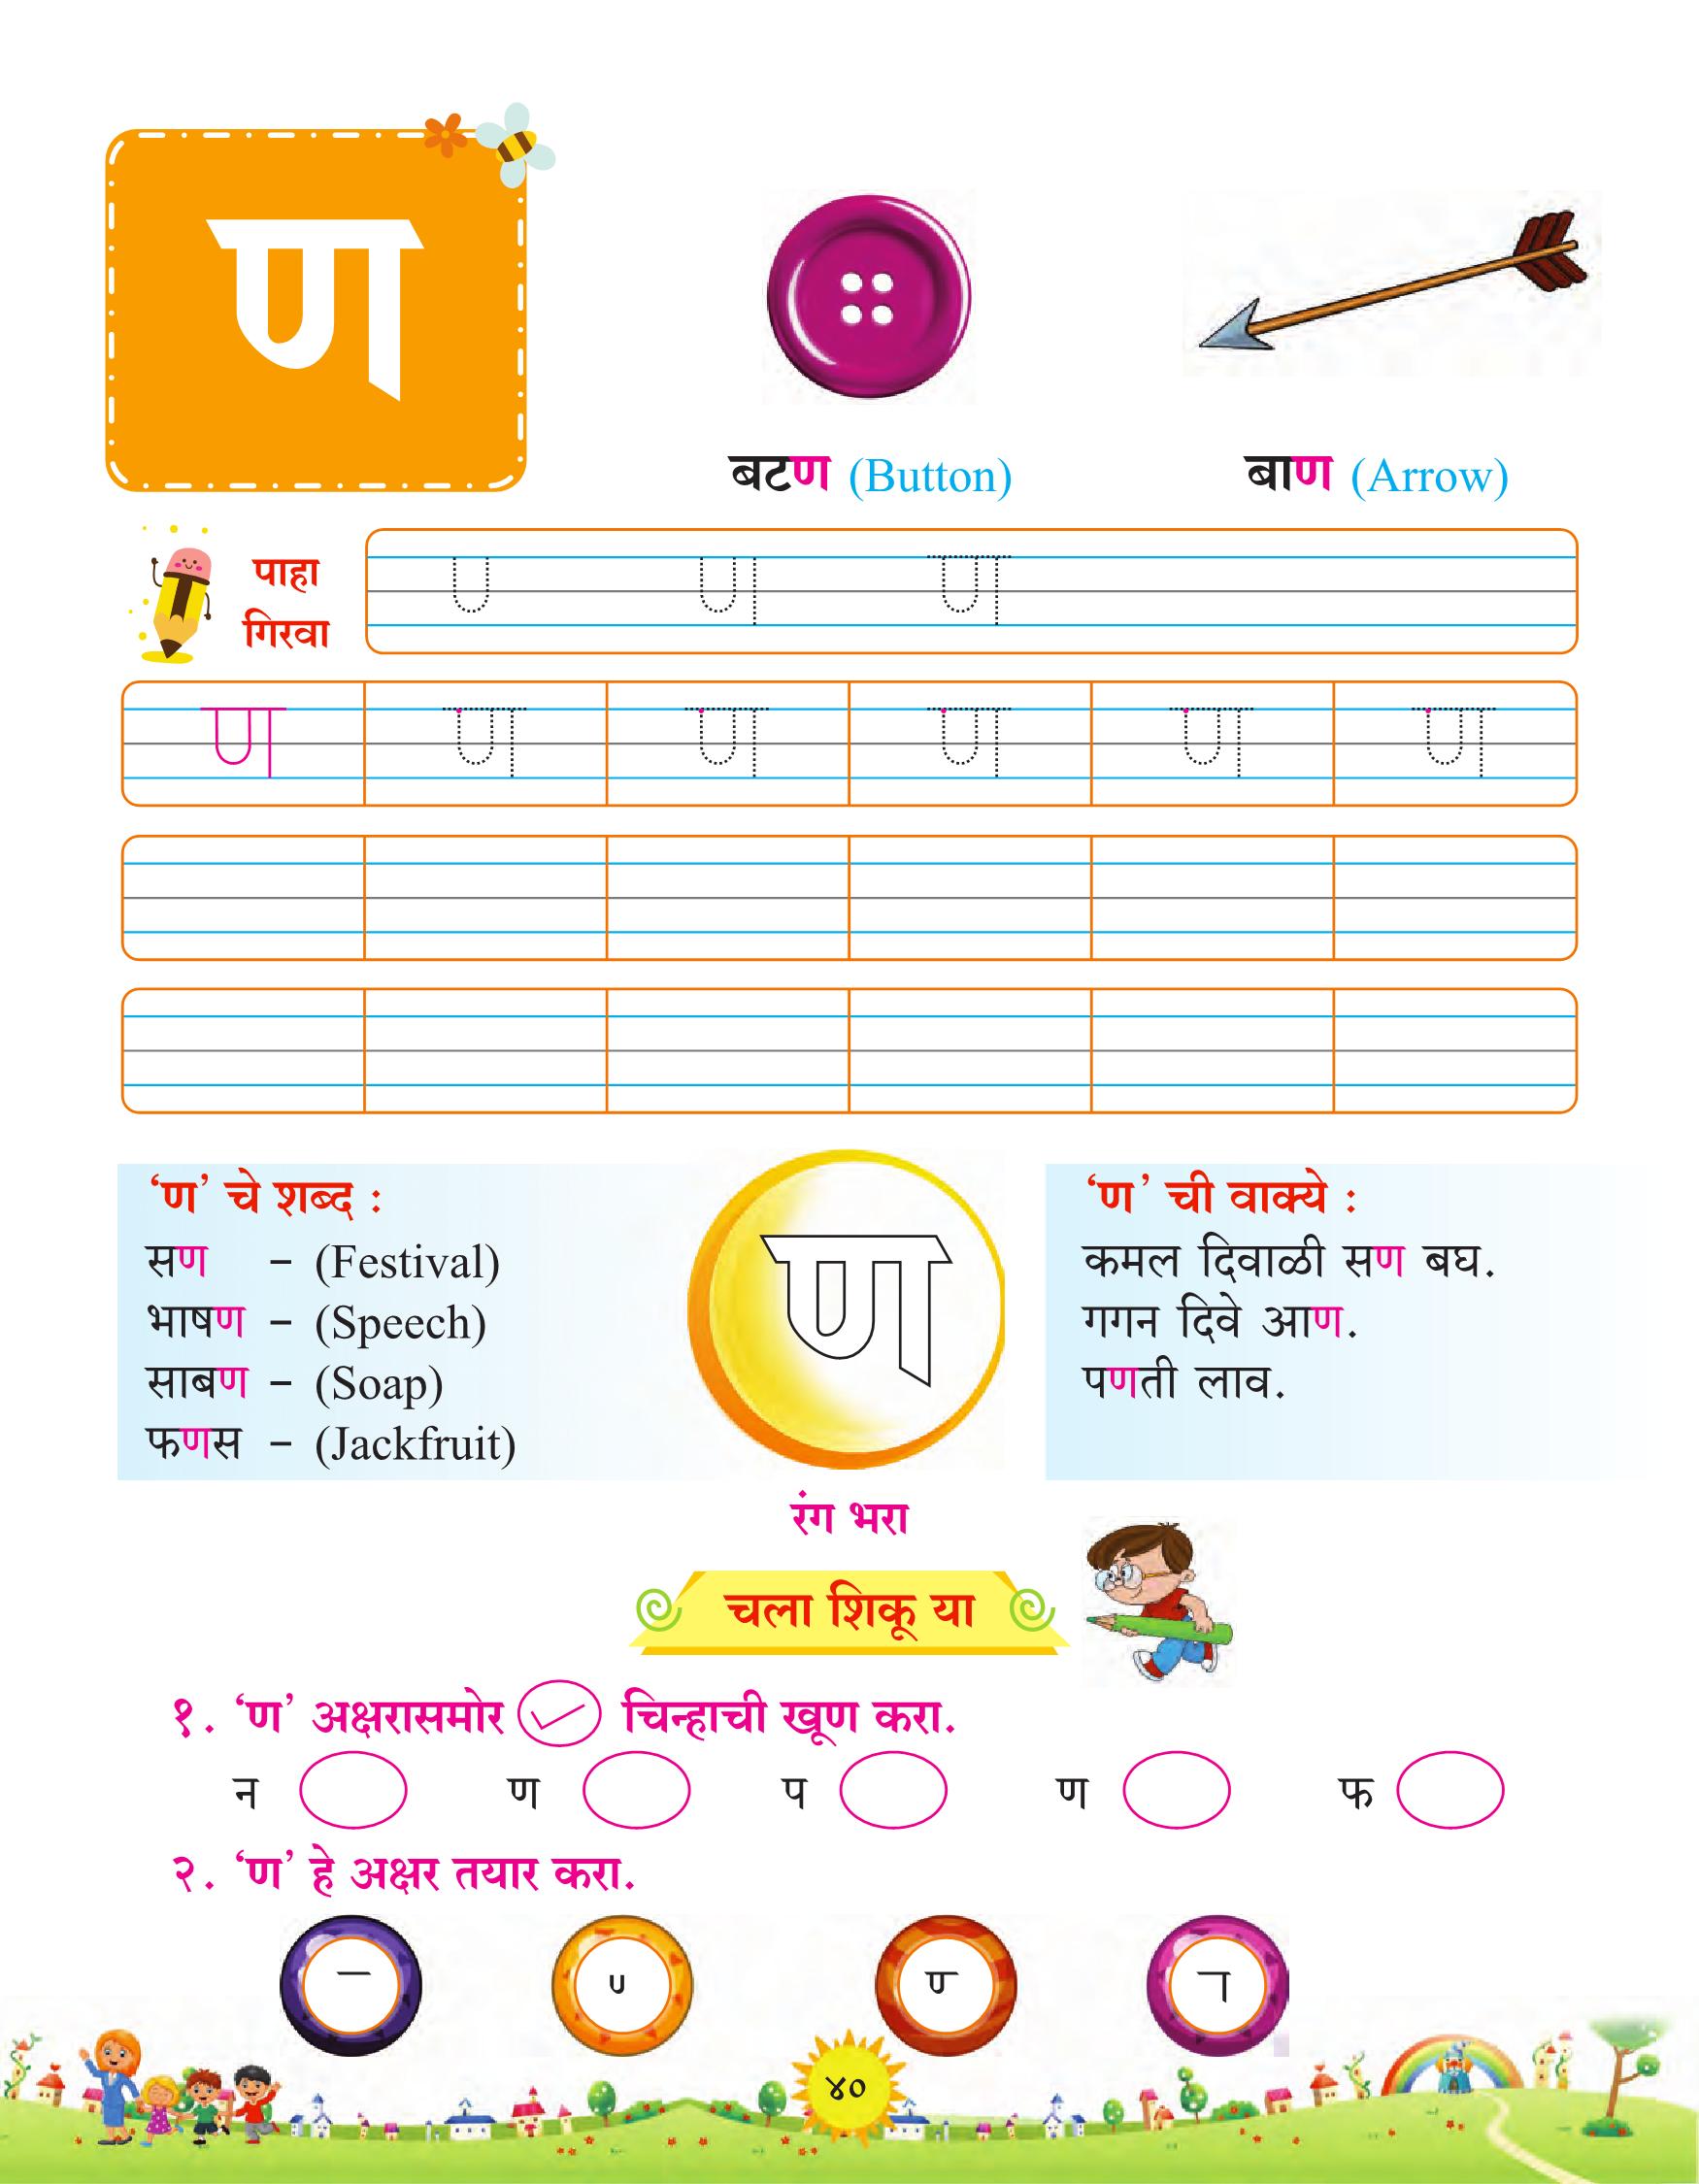 ण
बटण (Button)
बाण (Arrow)
पाहा
गिरवा
ण
ण ण ण ण ण ण
‘ण’ चे शब्द :
सण – (Festival)
भाषण – (Speech)
साबण – (Soap)
फणस – (Jackfruit)
ण
रंग भरा
‘ण’ ची वाक्ये :
कमल दिवाळी सण बघ.
गगन दिवे आण.
पणती लाव.
चला शिकू या
१. ‘ण’ अक्षरासमोर ✓ चिन्हाची खूण करा.
न ण प ण फ
२. ‘ण’ हे अक्षर तयार करा.
४०